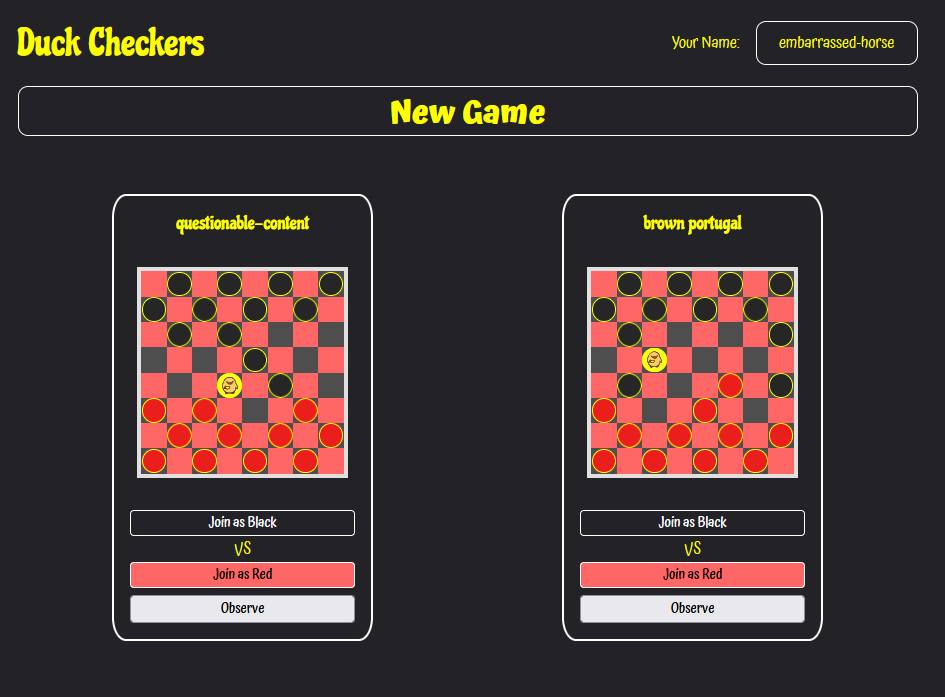 Duck Checkers
Your Name:
embarrassed-horse
New Game
questionable-content
Join as Black
VS
Join as Red
Observe
brown portugal
Join as Black
VS
Join as Red
Observe